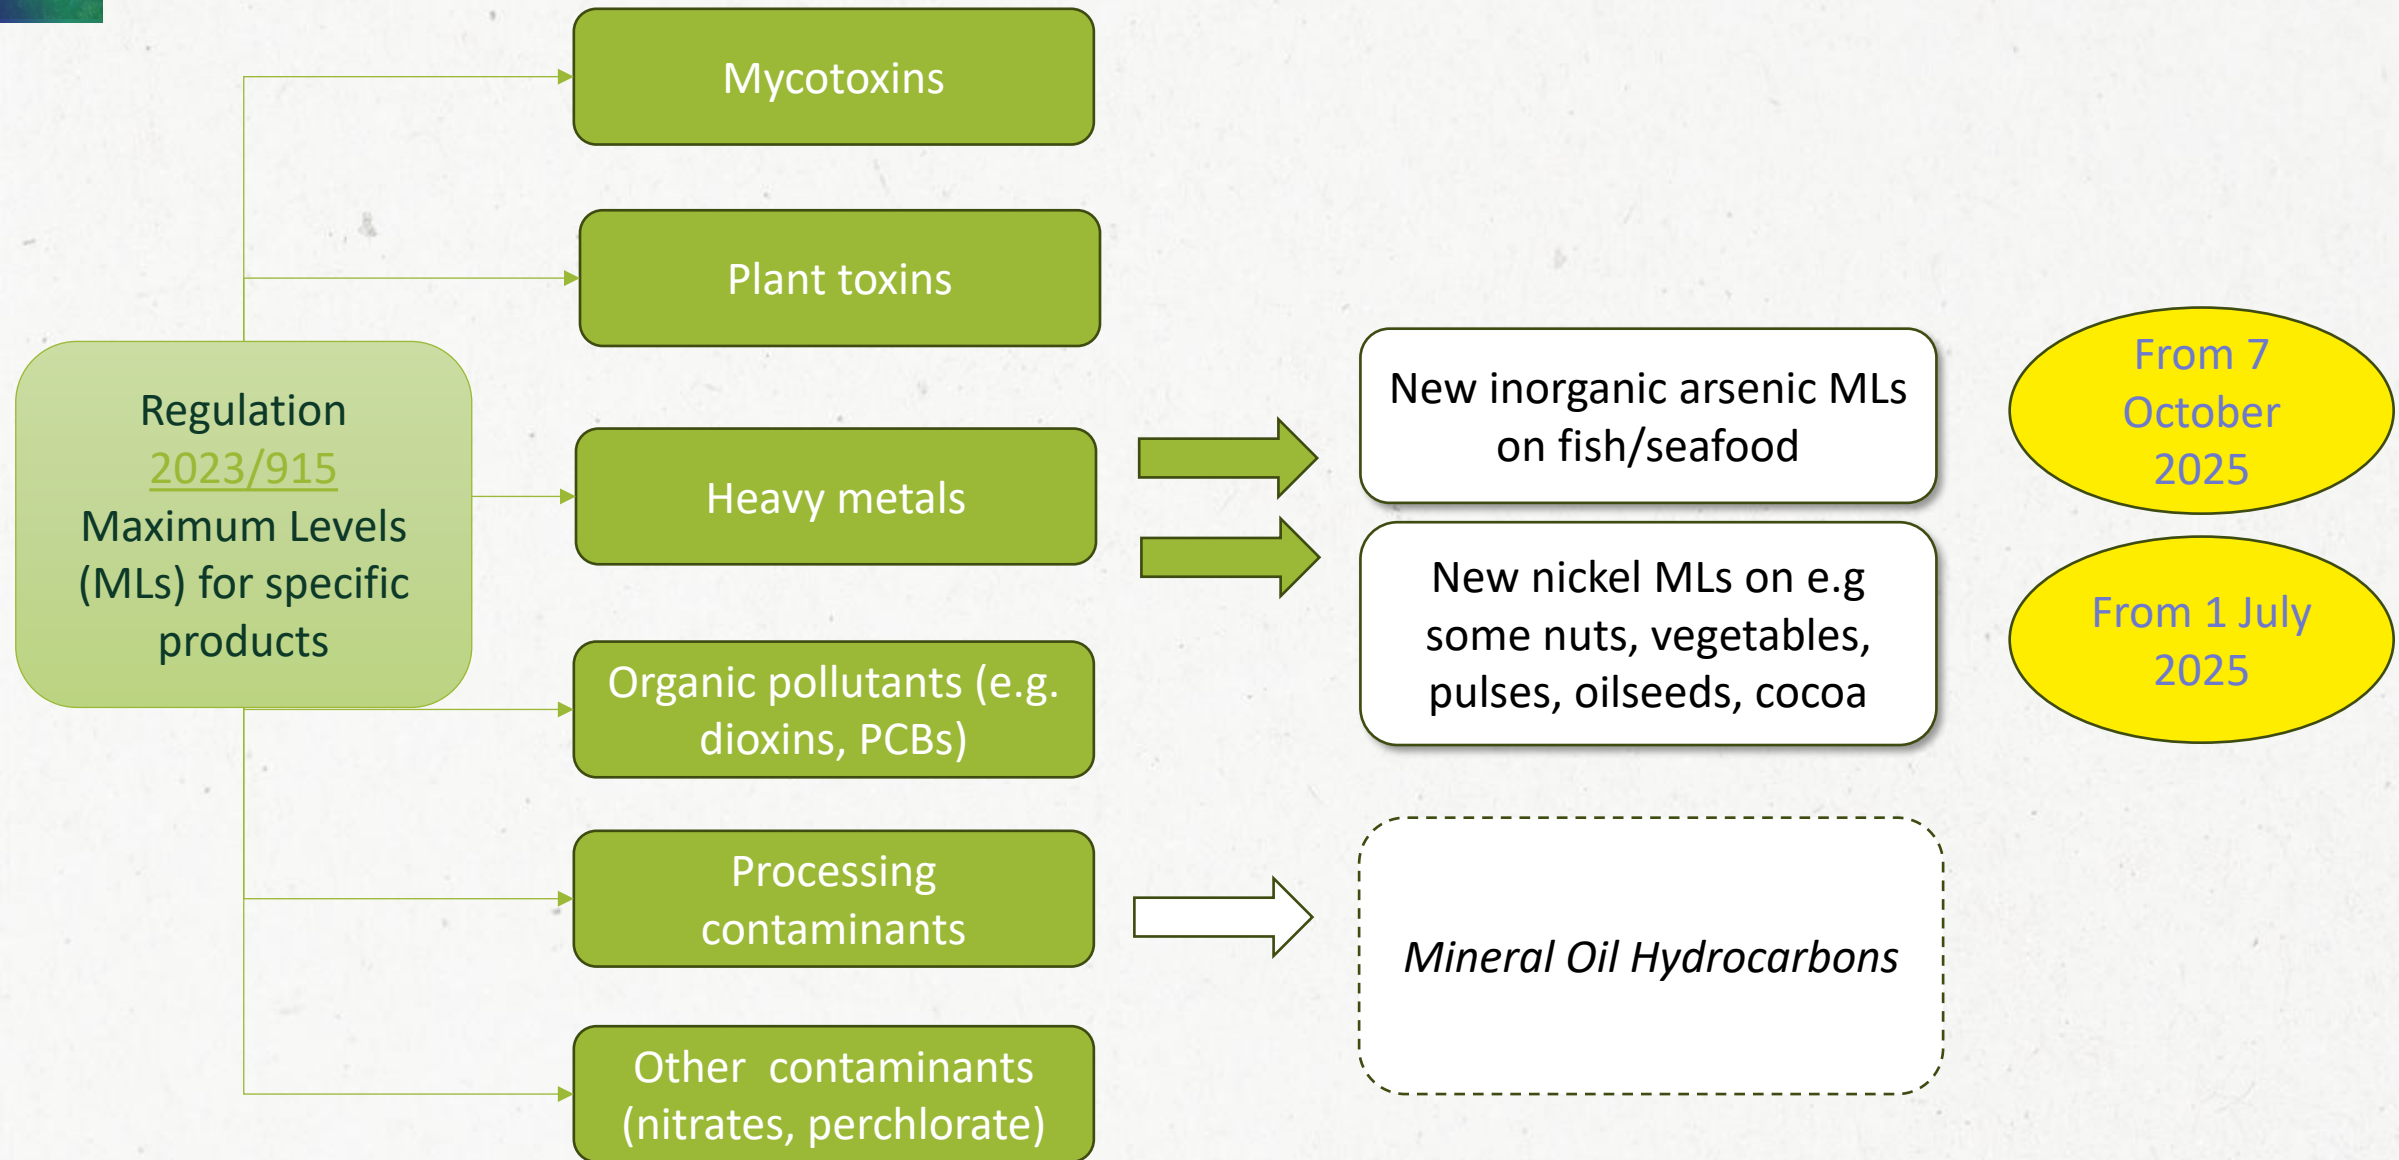 Mycotoxins
Plant toxins
Regulation
2023/915
Maximum Levels
(MLs) for specific
products
Heavy metals
Organic pollutants (e.g.
dioxins, PCBs)
Processing
contaminants
Other  contaminants
(nitrates, perchlorate)
New inorganic arsenic MLs
on fish/seafood
From 7
October
2025
New nickel MLs on e.g
some nuts, vegetables,
pulses, oilseeds, cocoa
From 1 July
2025
Mineral Oil Hydrocarbons